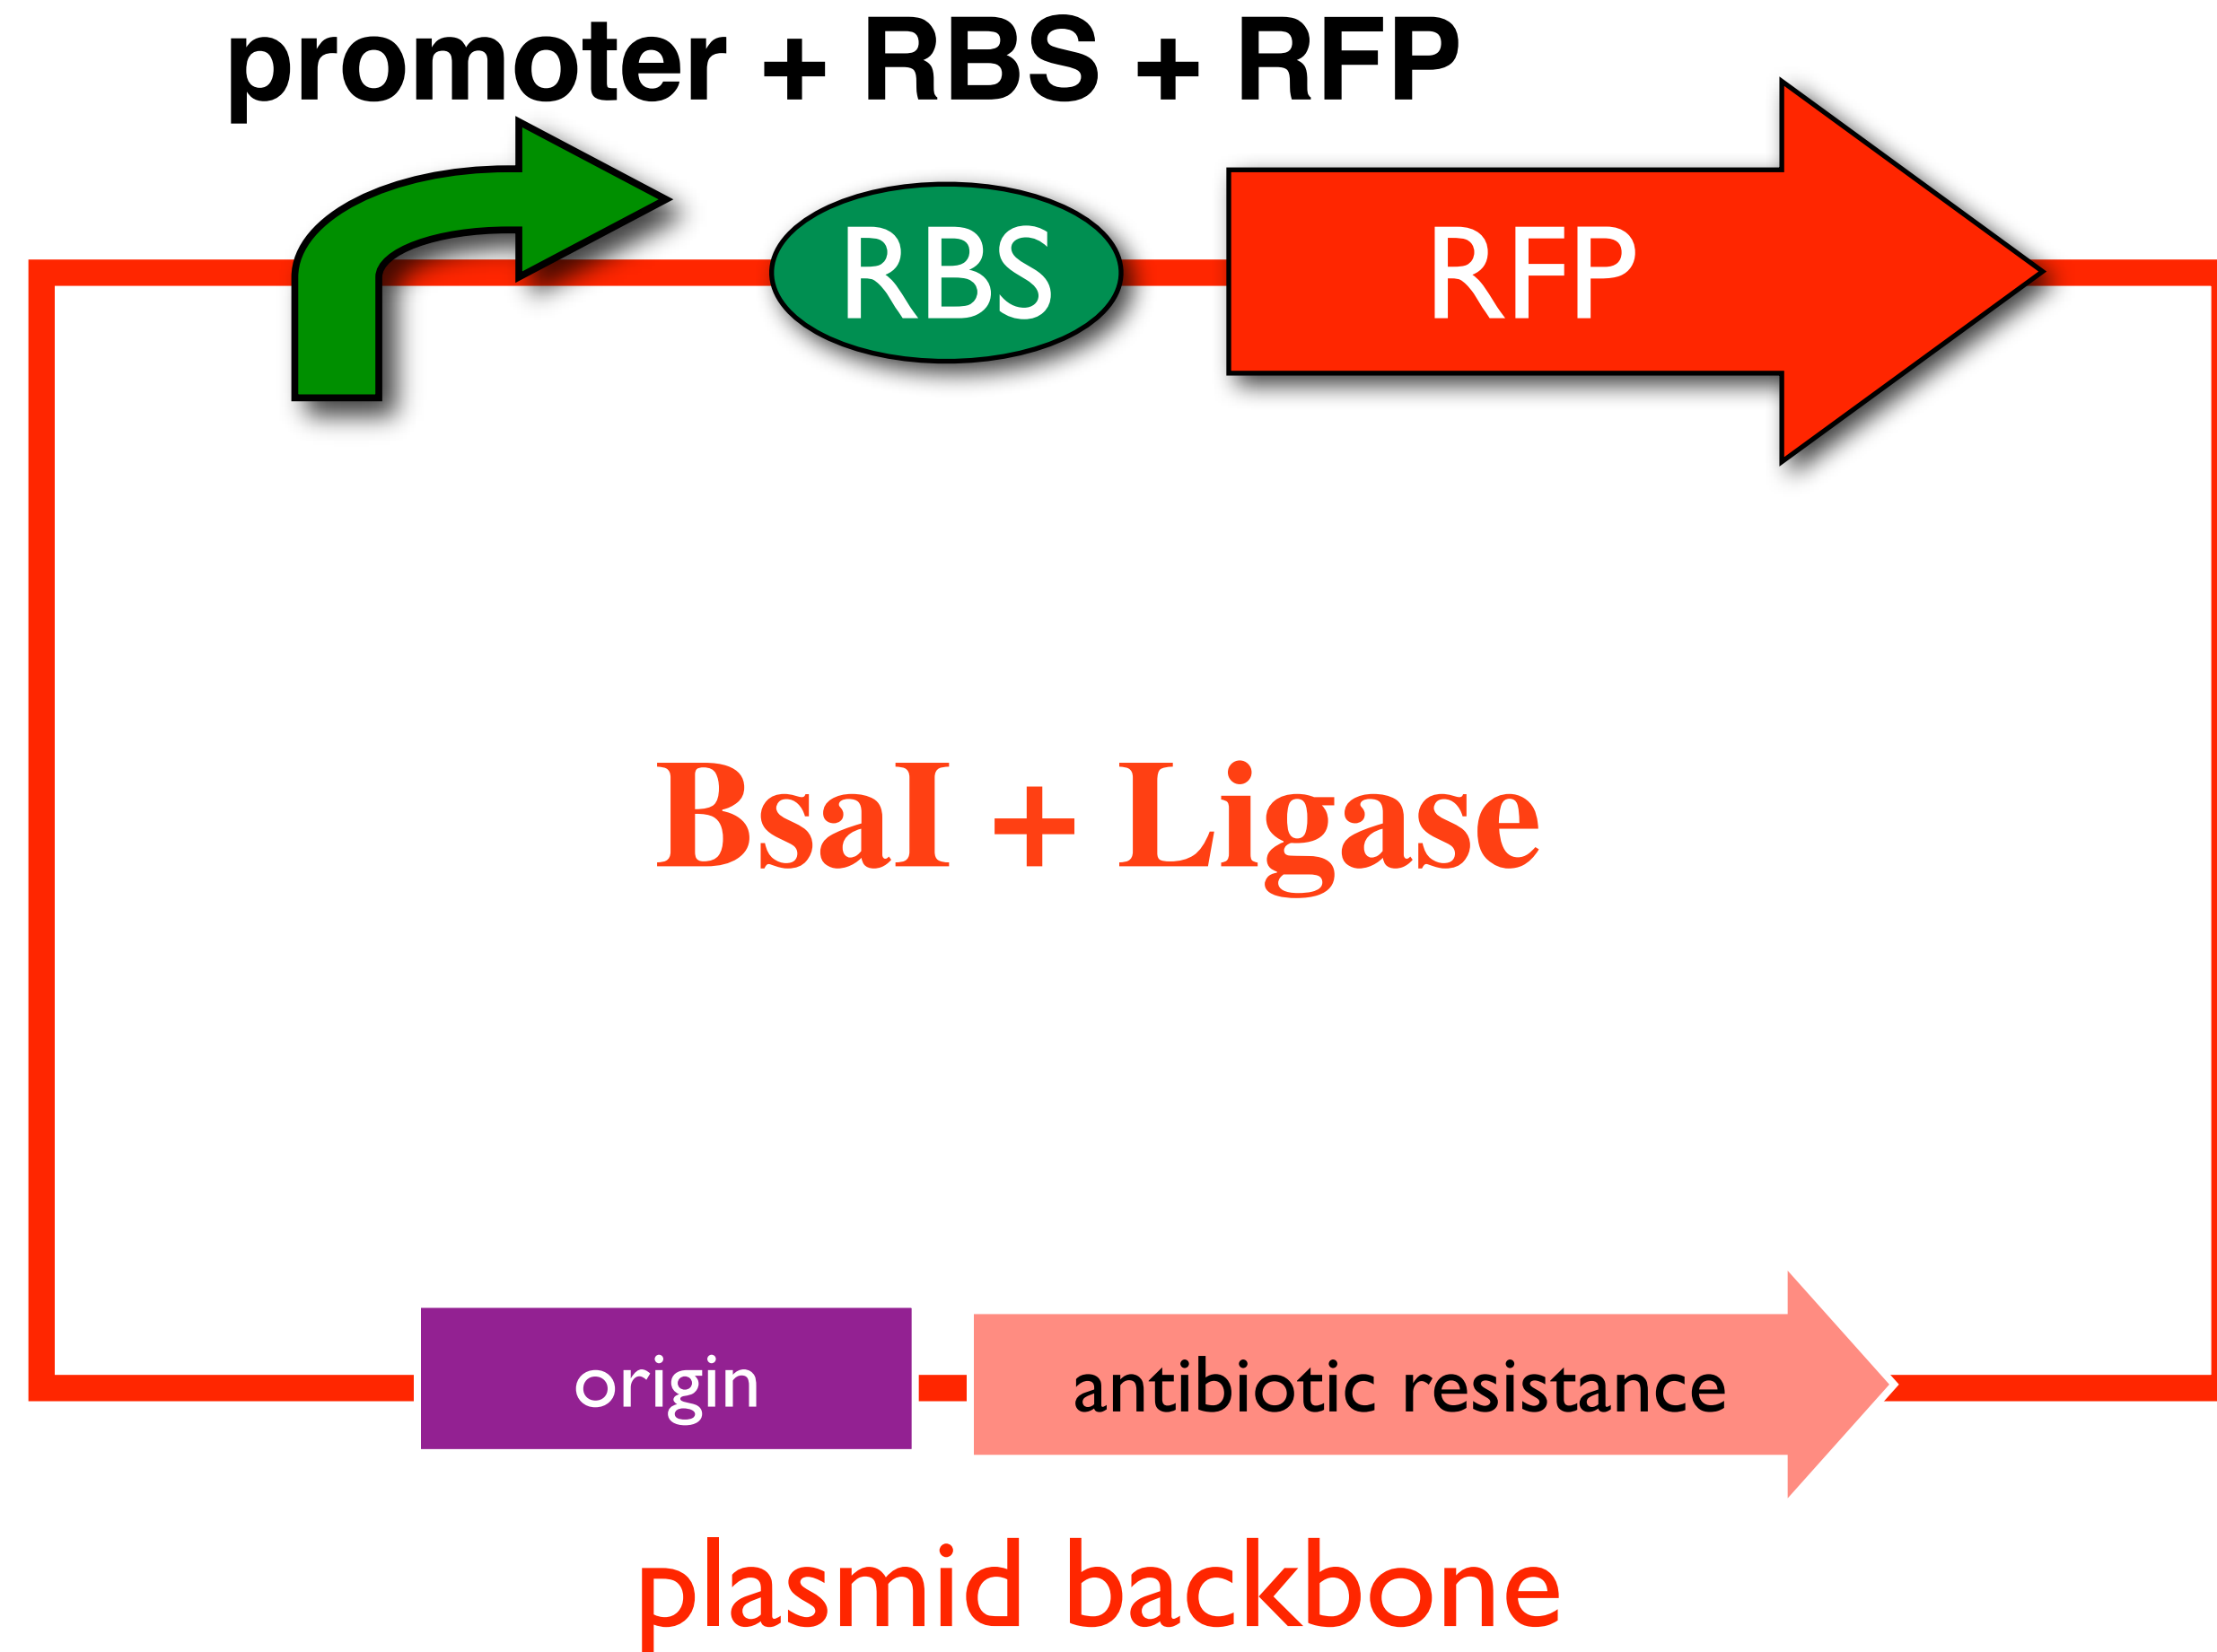 promoter + RBS + RFP
RBS
RFP
BsaI + Ligase
origin
antibiotic resistance
plasmid backbone